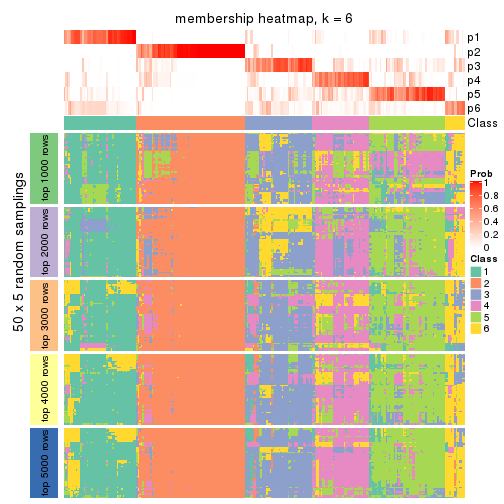 membership heatmap, k = 6
p1
p2
p3
p4
p5
p6
Class
50 x 5 random samplings
top 1000 rows
top 2000 rows
top 3000 rows
top 4000 rows
top 5000 rows
Prob
1
0.8
0.6
0.4
0.2
0
Class
1
2
3
4
5
6